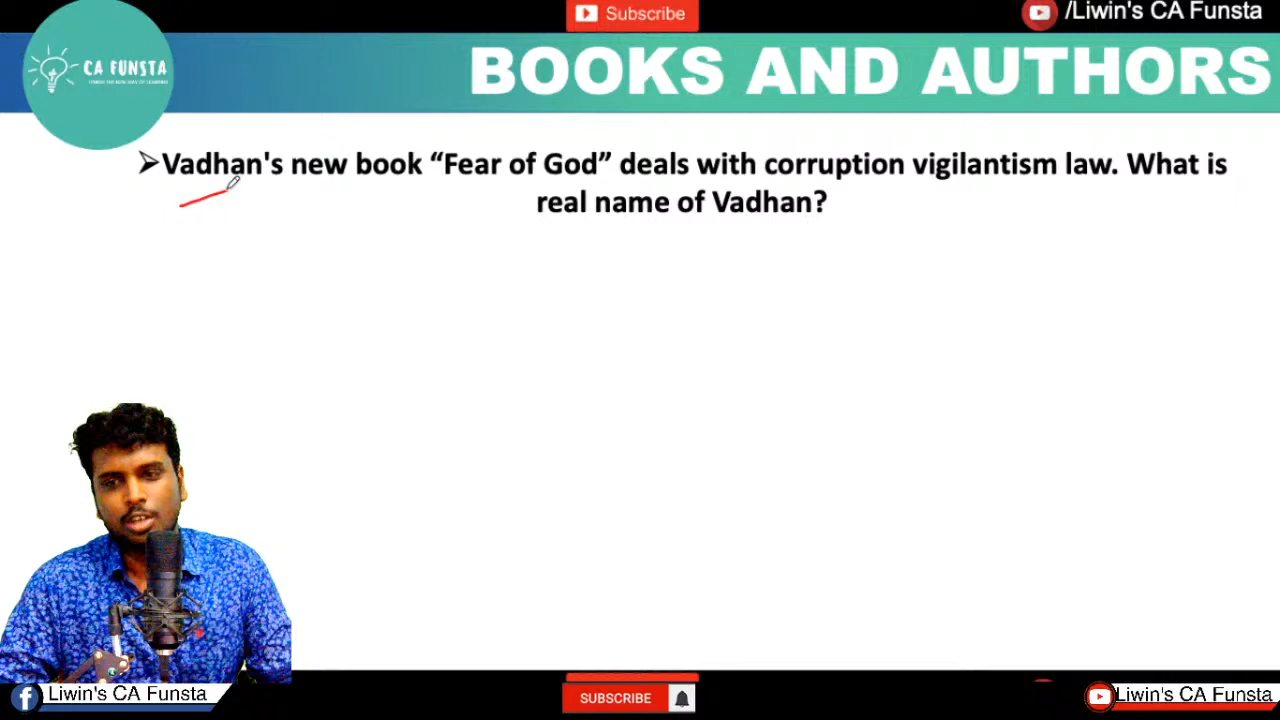 Subscribe
/Liwin's CA Funsta
CA FUNSTA
BOOKS AND AUTHORS
➢Vadhan's new book “Fear of God” deals with corruption vigilantism law. What is
real name of Vadhan?
Liwin's CA Funsta
SUBSCRIBE
Liwin's CA Funsta